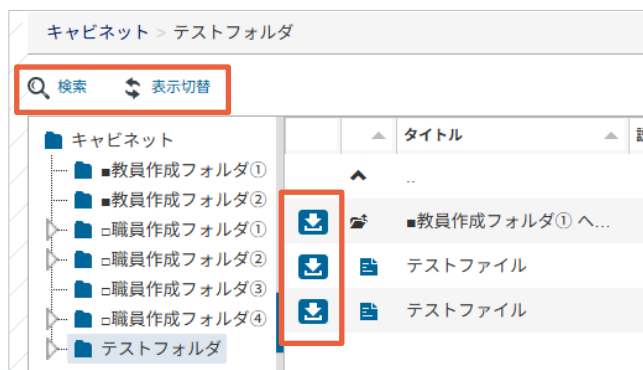 キャビネット > テストフォルダ
検索 表示切替
キャビネット
■教員作成フォルダ①
■教員作成フォルダ②
□職員作成フォルダ①
□職員作成フォルダ②
□職員作成フォルダ③
□職員作成フォルダ④
テストフォルダ
タイトル
..
■教員作成フォルダ① へ...
テストファイル
テストファイル